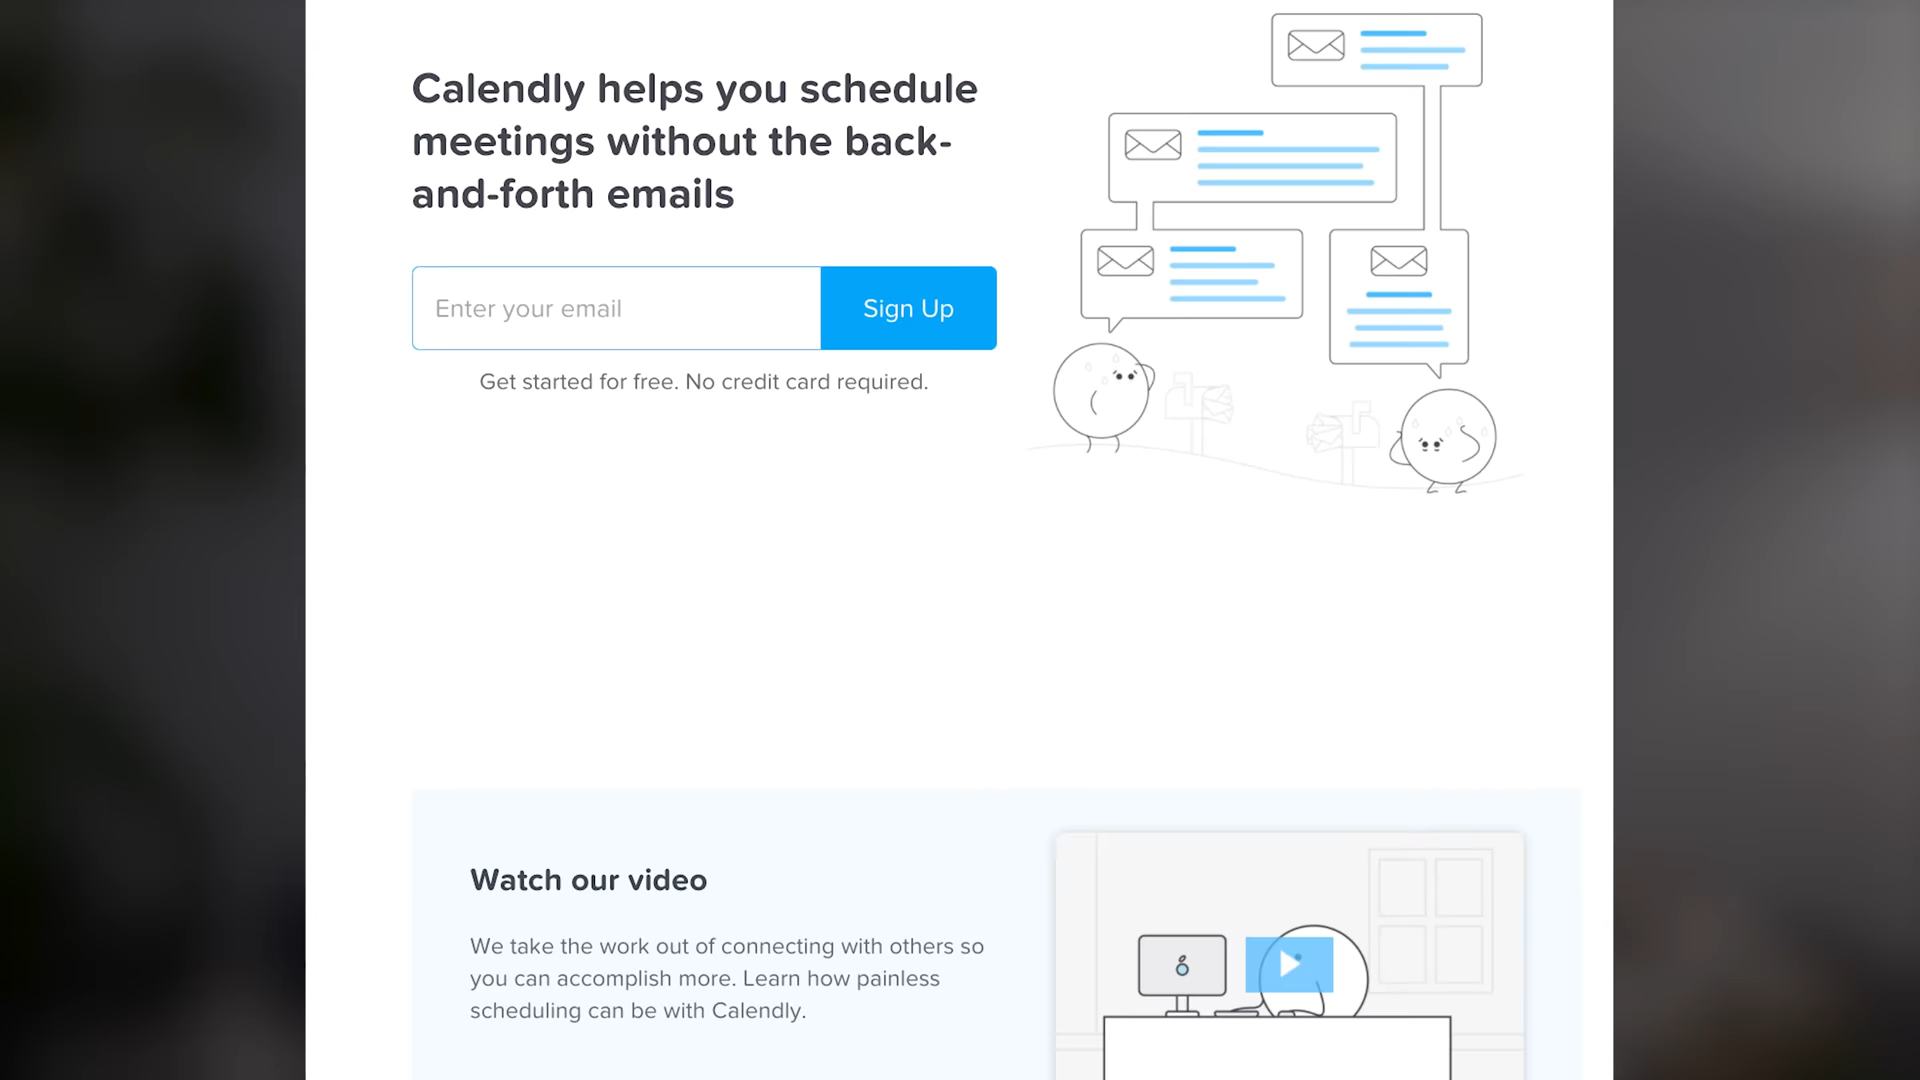 Calendly helps you schedule
meetings without the back-
and-forth emails
Enter your email
Sign Up
Get started for free. No credit card required.
Watch our video
We take the work out of connecting with others so
you can accomplish more. Learn how painless
scheduling can be with Calendly.